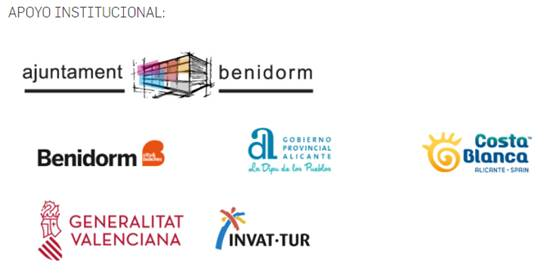 APOYO INSTITUCIONAL:
ajuntament benidorm
Benidorm
GOBIERNO
PROVINCIAL
ALICANTE
La Dipu de los Pueblos
Costa
Blanca
ALICANTE - SPAIN
GENERALITAT
VALENCIANA
INVAT·TUR